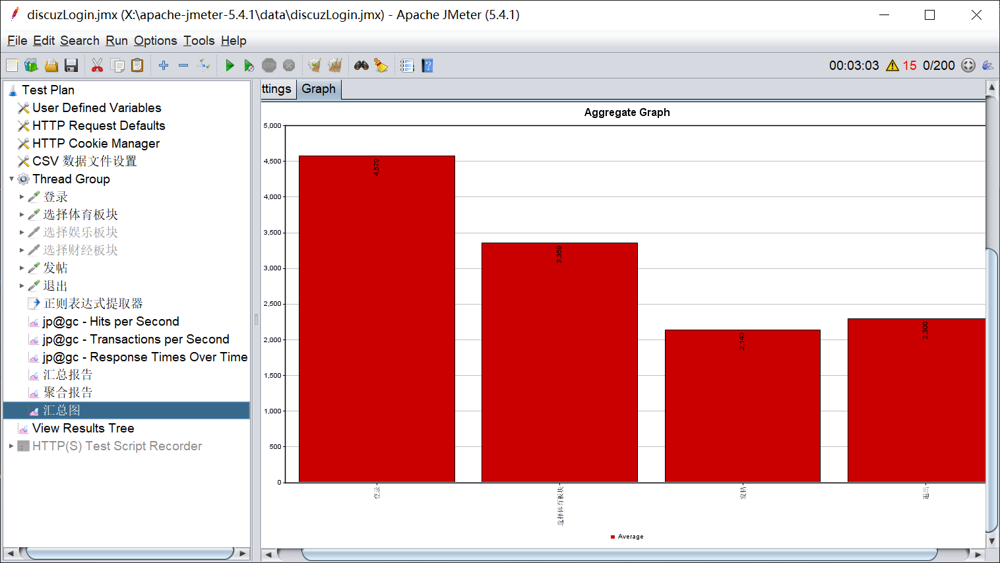 discuzLogin.jmx (X:\apache-jmeter-5.4.1\data\discuzLogin.jmx) - Apache JMeter (5.4.1)
File Edit Search Run Options Tools Help
STOP
00:03:03 15 0/200
Test Plan
User Defined Variables
HTTP Request Defaults
HTTP Cookie Manager
CSV 数据文件设置
Thread Group
登录
选择体育板块
选择娱乐板块
选择财经板块
发帖
退出
正则表达式提取器
jp@gc - Hits per Second
jp@gc - Transactions per Second
jp@gc - Response Times Over Time
汇总报告
聚合报告
汇总图
View Results Tree
HTTP(S) Test Script Recorder
ttings Graph
Aggregate Graph
5,000
4,500
4,000
3,500
3,000
2,500
2,000
1,500
1,000
500
0
4,579
3,359
2,143
2,300
登录
选择体育板块
发帖
退出
Average